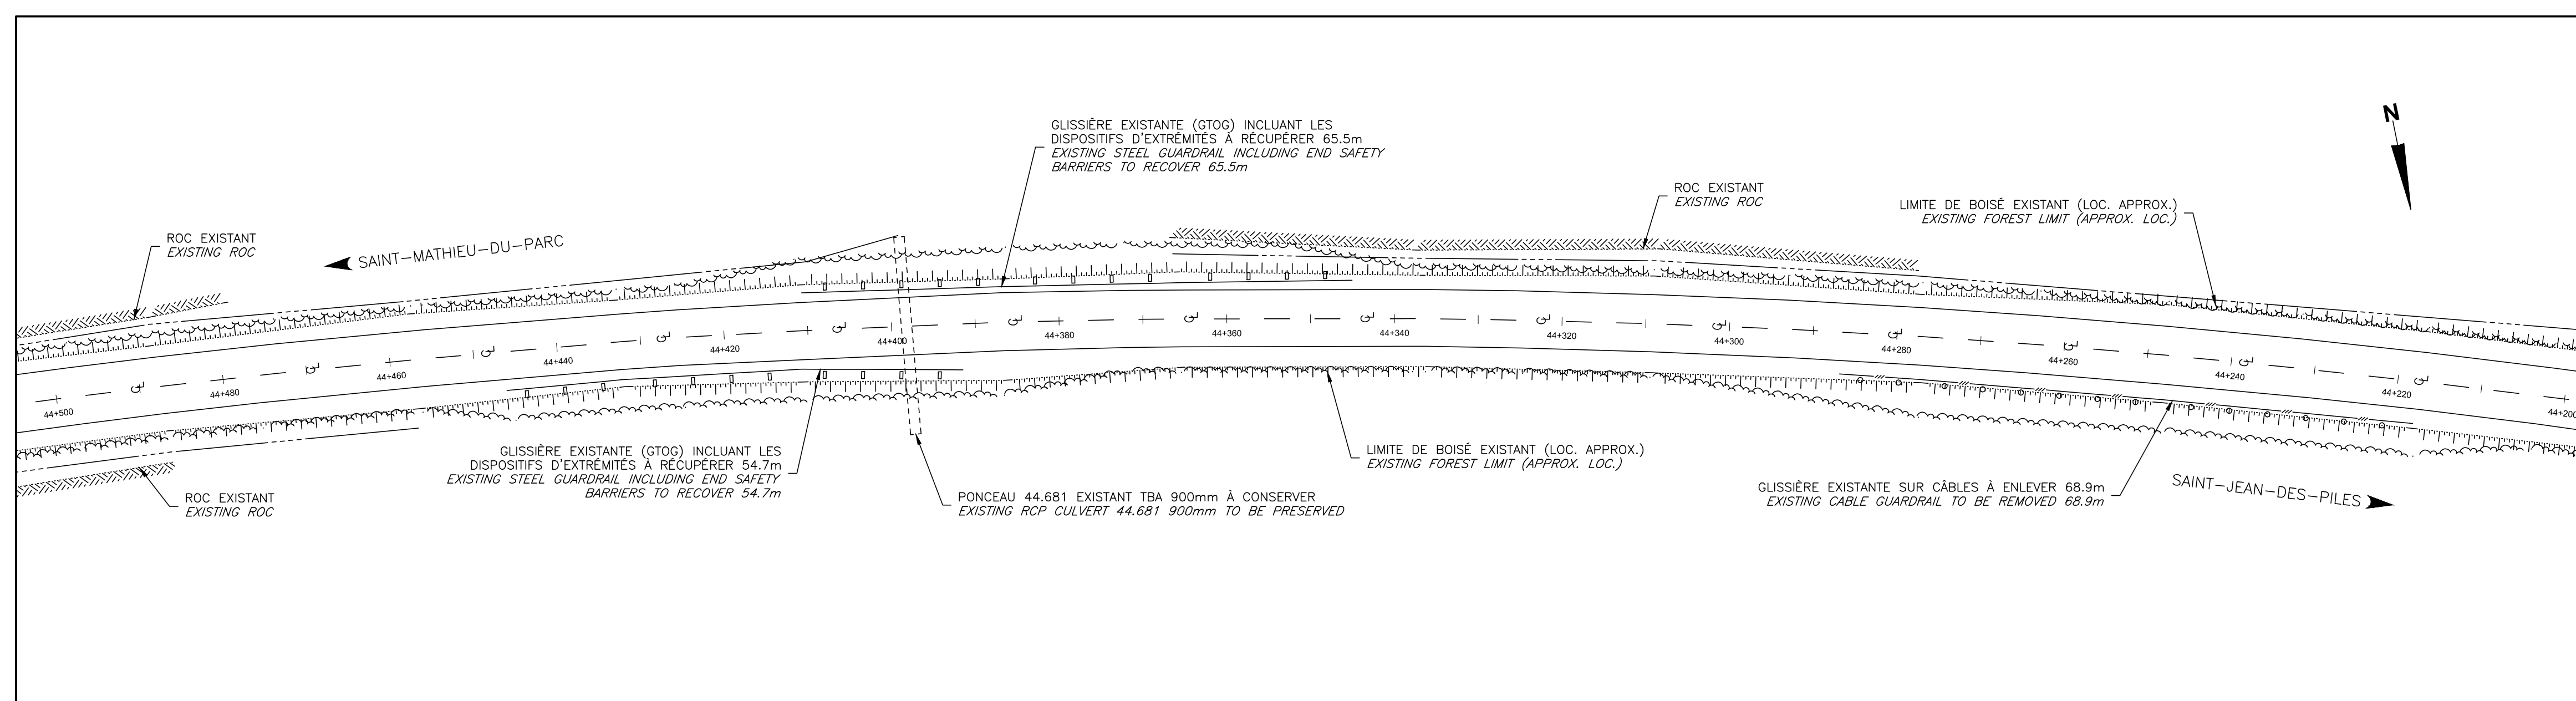 GLISSIÈRE EXISTANTE (GTOG) INCLUANT LES
DISPOSITIFS D'EXTRÉMITÉS À RÉCUPÉRER 65.5m
EXISTING STEEL GUARDRAIL INCLUDING END SAFETY
BARRIERS TO RECOVER 65.5m
N
ROC EXISTANT
EXISTING ROC
LIMITE DE BOISÉ EXISTANT (LOC. APPROX.)
EXISTING FOREST LIMIT (APPROX. LOC.)
ROC EXISTANT
EXISTING ROC
SAINT-MATHIEU-DU-PARC
44+500
44+480
44+460
44+440
44+420
44+400
44+380
44+360
44+340
44+320
44+300
44+280
44+260
44+240
44+220
44+200
GLISSIÈRE EXISTANTE (GTOG) INCLUANT LES
DISPOSITIFS D'EXTRÉMITÉS À RÉCUPÉRER 54.7m
EXISTING STEEL GUARDRAIL INCLUDING END SAFETY
BARRIERS TO RECOVER 54.7m
LIMITE DE BOISÉ EXISTANT (LOC. APPROX.)
EXISTING FOREST LIMIT (APPROX. LOC.)
ROC EXISTANT
EXISTING ROC
PONCEAU 44.681 EXISTANT TBA 900mm À CONSERVER
EXISTING RCP CULVERT 44.681 900mm TO BE PRESERVED
GLISSIÈRE EXISTANTE SUR CÂBLES À ENLEVER 68.9m
EXISTING CABLE GUARDRAIL TO BE REMOVED 68.9m
SAINT-JEAN-DES-PILES